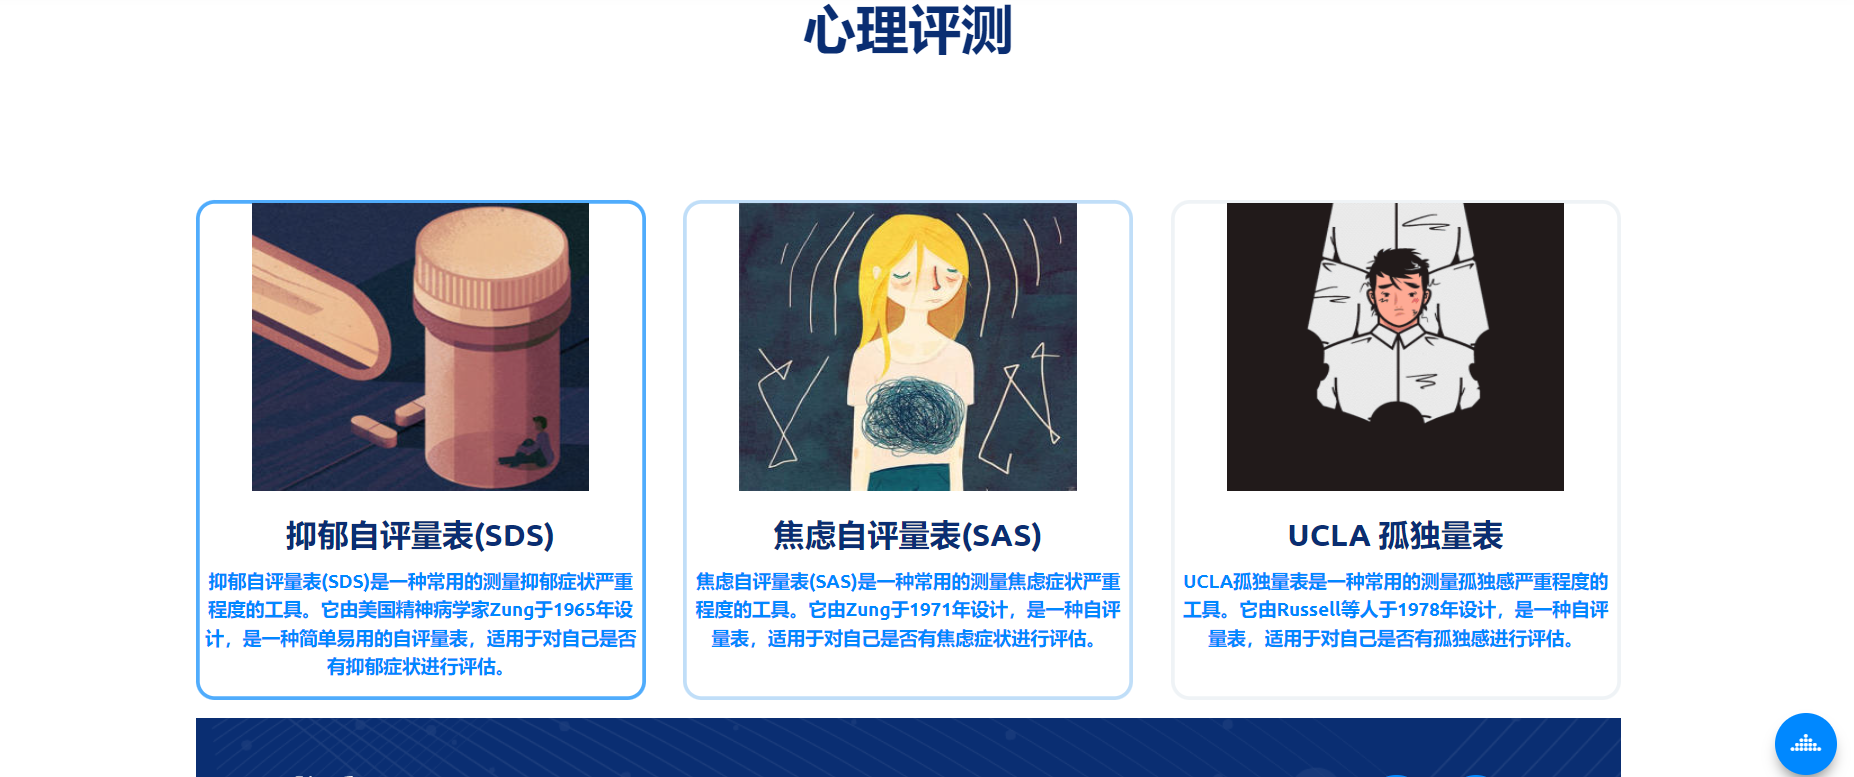 心理评测
抑郁自评量表(SDS)
抑郁自评量表(SDS)是一种常用的测量抑郁症状严重
程度的工具。它由美国精神病学家Zung于1965年设
计，是一种简单易用的自评量表，适用于对自己是否
有抑郁症状进行评估。
焦虑自评量表(SAS)
焦虑自评量表(SAS)是一种常用的测量焦虑症状严重
程度的工具。它由Zung于1971年设计，是一种自评
量表，适用于对自己是否有焦虑症状进行评估。
UCLA 孤独量表
UCLA孤独量表是一种常用的测量孤独感严重程度的
工具。它由Russell等人于1978年设计，是一种自评
量表，适用于对自己是否有孤独感进行评估。